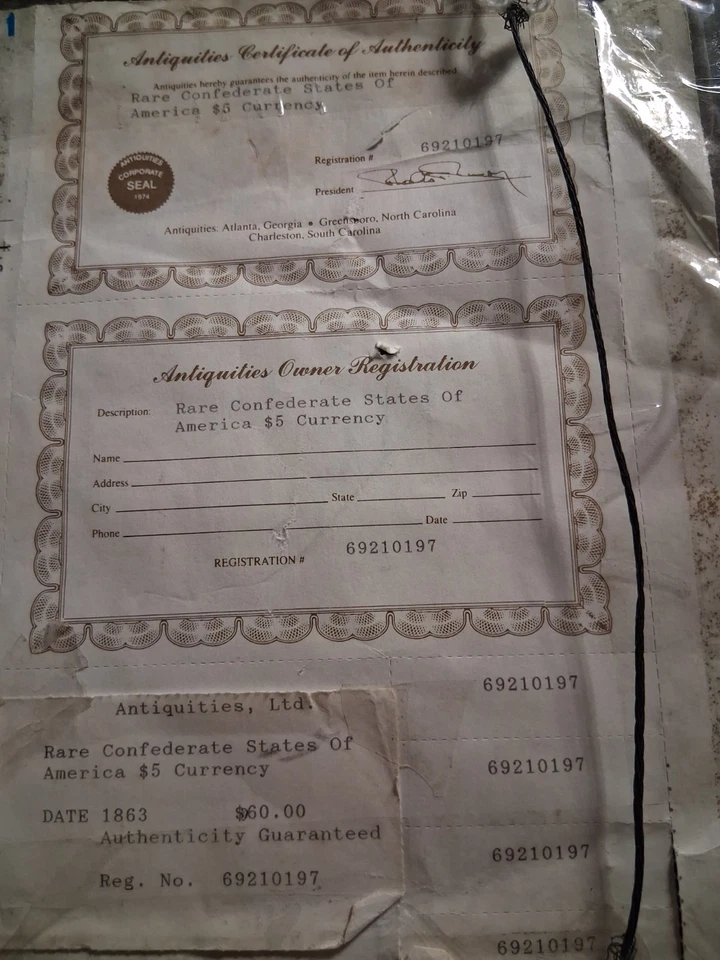 Antiquities Certificate of Authenticity
Antiquities hereby guarantees the authenticity of the item herein described
Rare Confederate States Of
America $5 Currency
Registration # 69210197
ANTIQUITIES
CORPORATE
SEAL
1974
President
Antiquities: Atlanta, Georgia • Greensboro, North Carolina
Charleston, South Carolina
Antiquities Owner Registration
Description: Rare Confederate States Of
America $5 Currency
Name
Address
City State Zip
Phone Date
REGISTRATION # 69210197
69210197
69210197
69210197
69210197
Antiquities, Ltd.
Rare Confederate States Of
America $5 Currency
DATE 1863 $60.00
Authenticity Guaranteed
Reg. No. 69210197